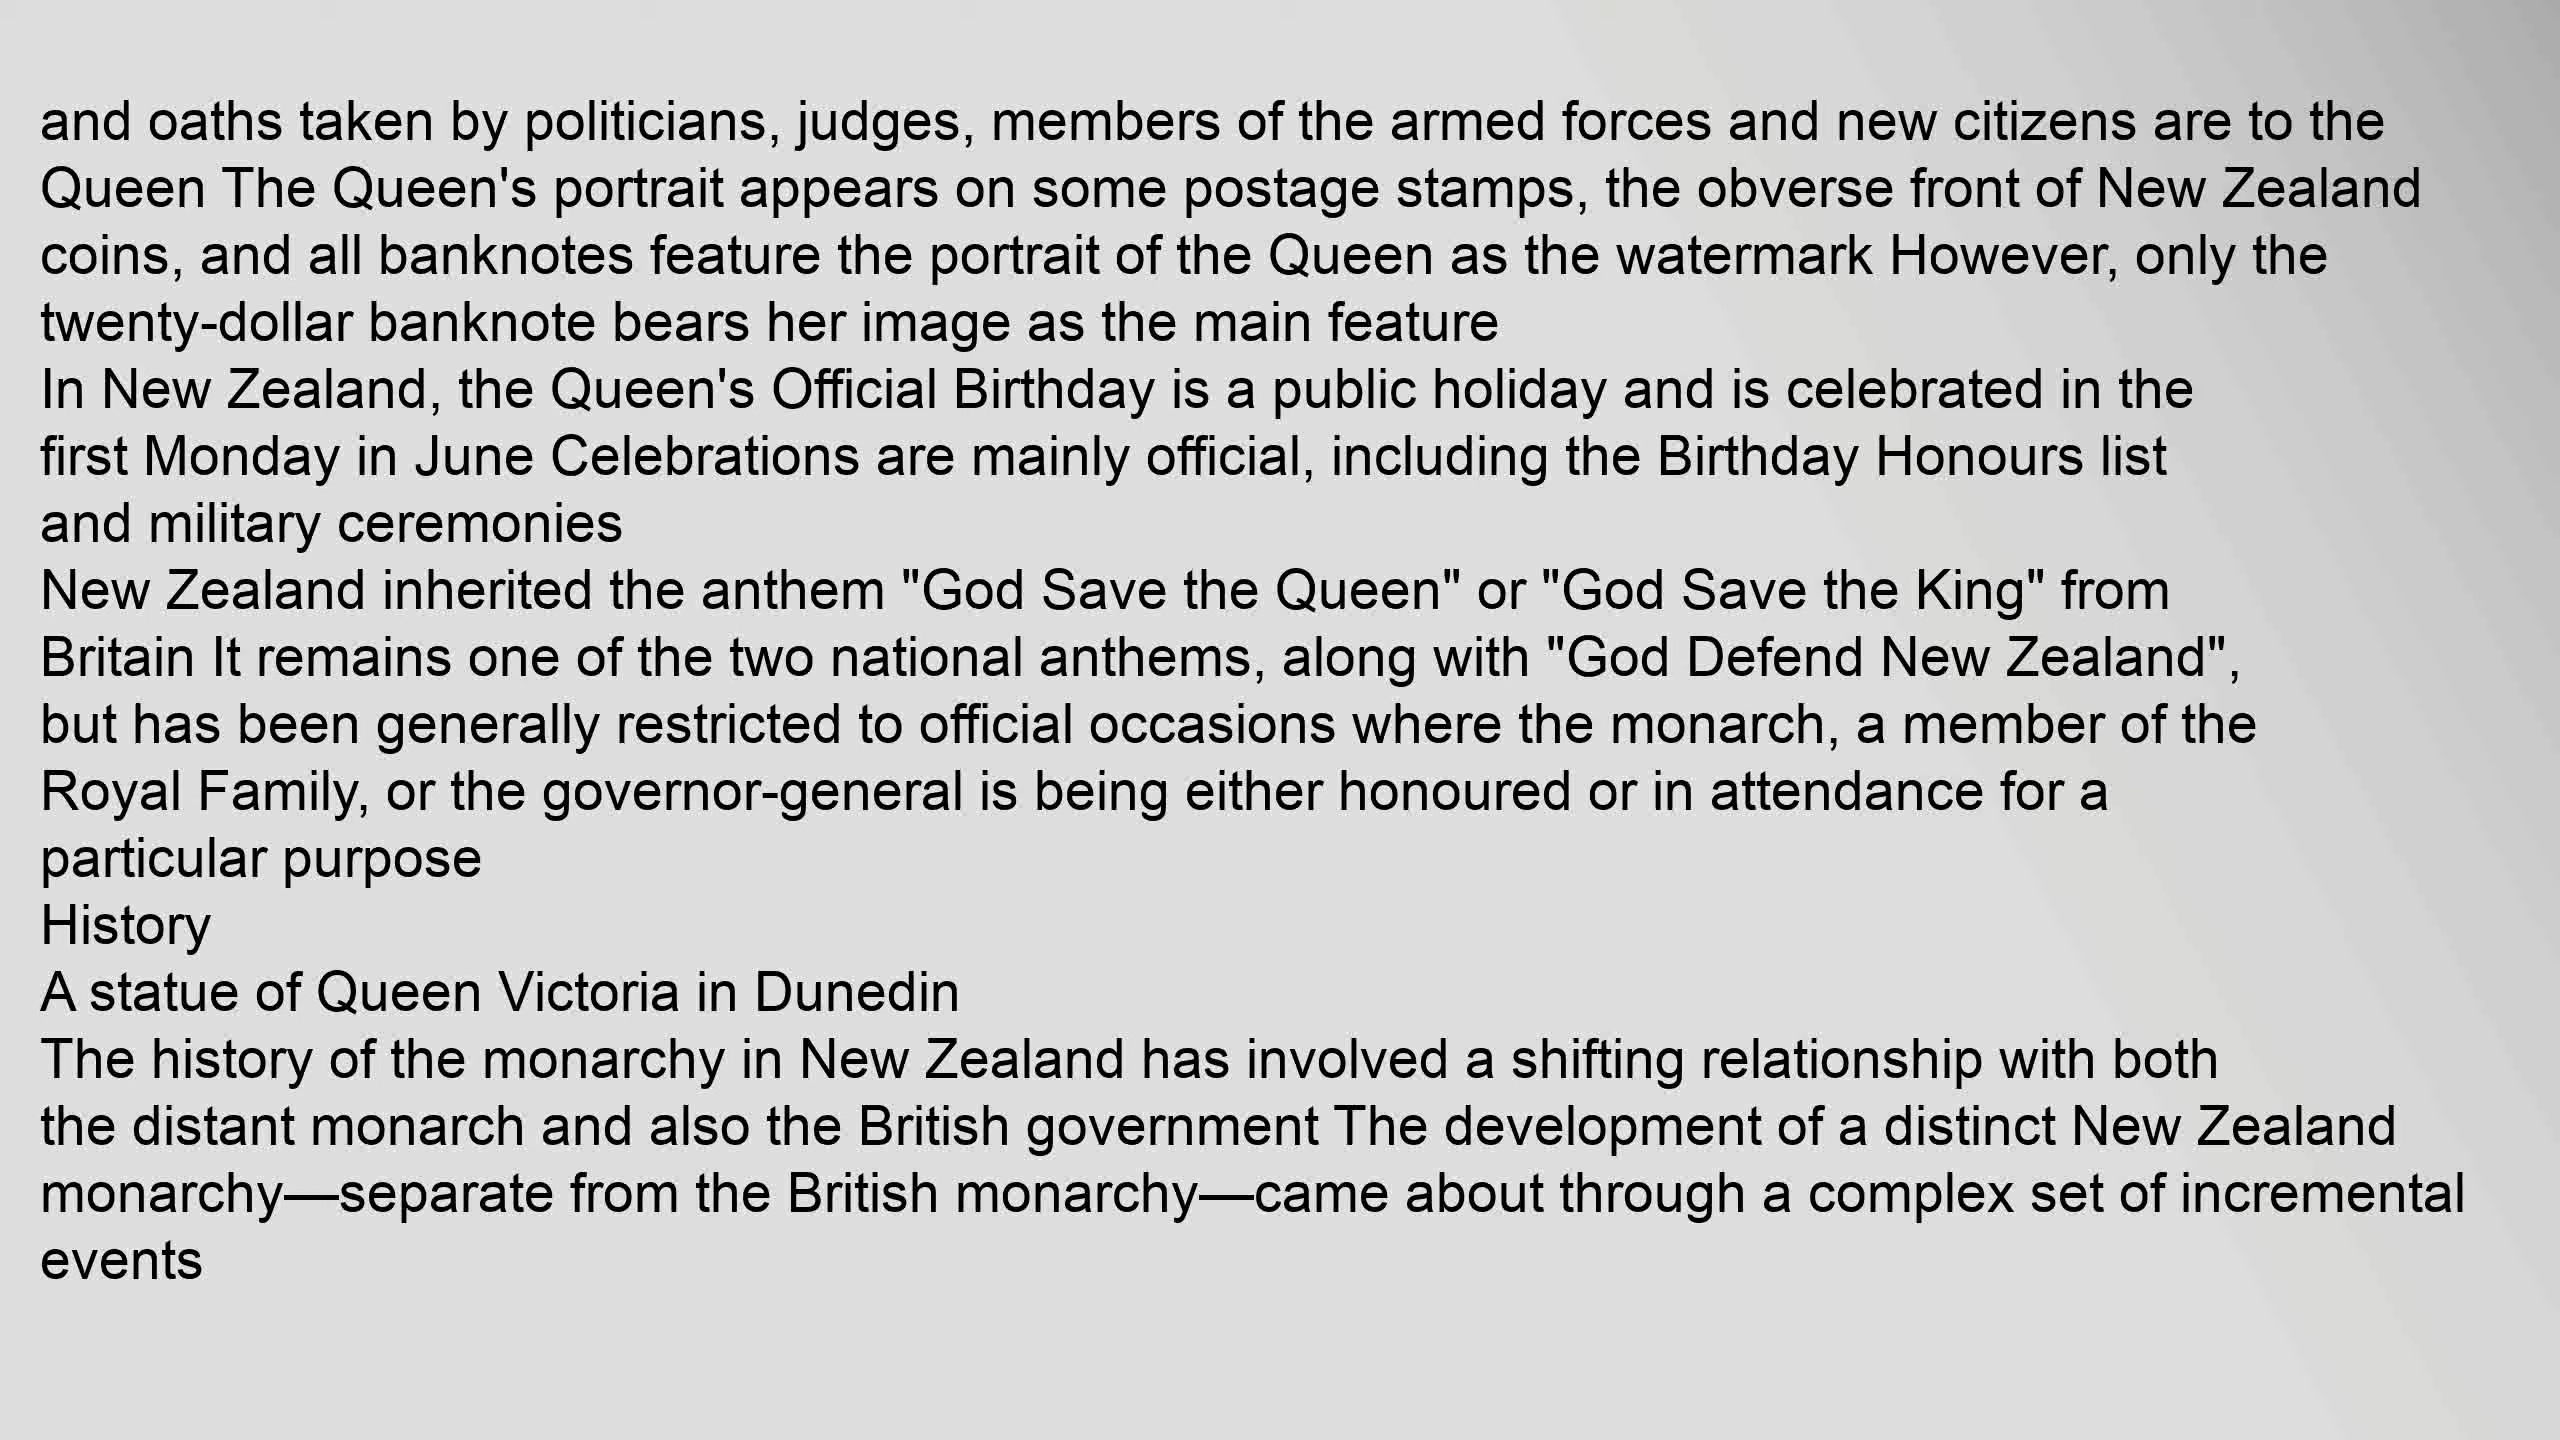 and oaths taken by politicians, judges, members of the armed forces and new citizens are to the
Queen The Queen's portrait appears on some postage stamps, the obverse front of New Zealand
coins, and all banknotes feature the portrait of the Queen as the watermark However, only the
twenty-dollar banknote bears her image as the main feature
In New Zealand, the Queen's Official Birthday is a public holiday and is celebrated in the
first Monday in June Celebrations are mainly official, including the Birthday Honours list
and military ceremonies
New Zealand inherited the anthem "God Save the Queen" or "God Save the King" from
Britain It remains one of the two national anthems, along with "God Defend New Zealand",
but has been generally restricted to official occasions where the monarch, a member of the
Royal Family, or the governor-general is being either honoured or in attendance for a
particular purpose
History
A statue of Queen Victoria in Dunedin
The history of the monarchy in New Zealand has involved a shifting relationship with both
the distant monarch and also the British government The development of a distinct New Zealand
monarchy—separate from the British monarchy—came about through a complex set of incremental
events